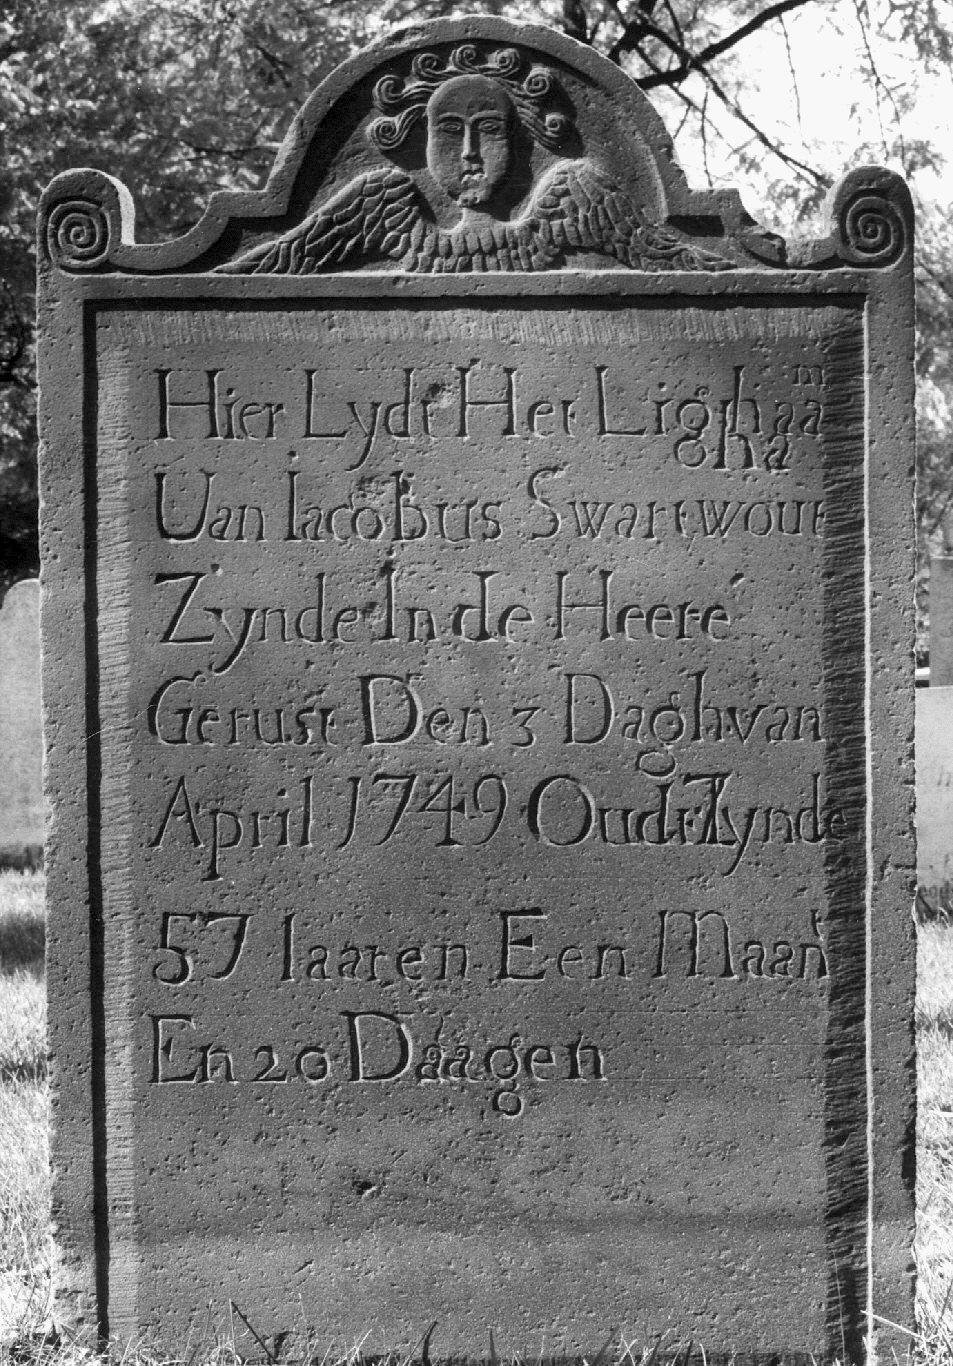 Hier Lydt Het Lighaam
Van Iacobus Swartwout
Zynde In de Heere
Gerust Den 3 Dagh van
April 1749 Oudt Zynde
57 Iaaren Een Maant
En 20 Daagen